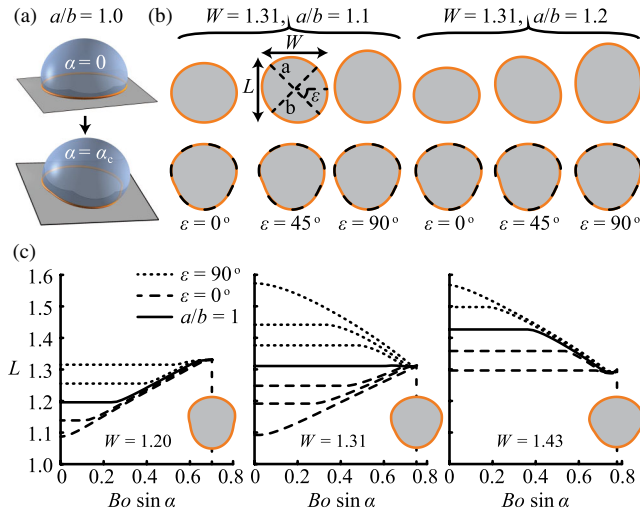 (a) a/b = 1.0
α = 0
α = αc
(b) W = 1.31, a/b = 1.1 W = 1.31, a/b = 1.2
W
L
a
b
ε
ε = 0° ε = 45° ε = 90° ε = 0° ε = 45° ε = 90°
(c)
L
1.6
1.5
1.4
1.3
1.2
1.1
1.0
ε = 90°
ε = 0°
a/b = 1
W = 1.20 W = 1.31 W = 1.43
0 0.2 0.4 0.6 0.8 0 0.2 0.4 0.6 0.8 0 0.2 0.4 0.6 0.8
Bo sin α Bo sin α Bo sin α